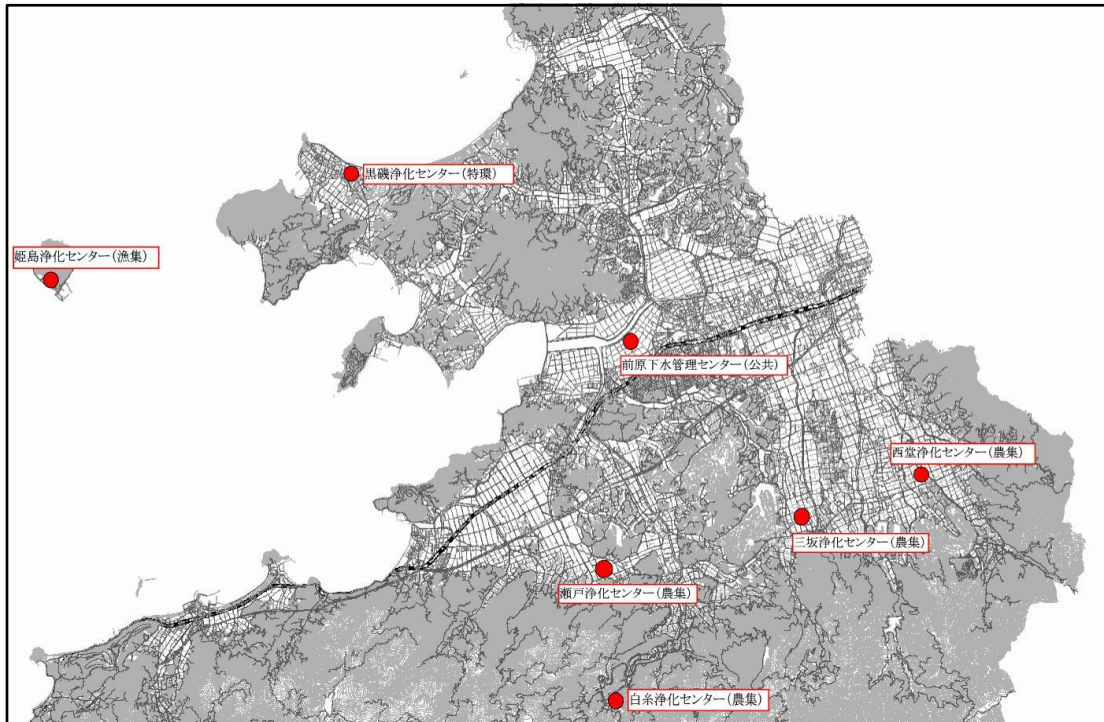 黒磯浄化センター(特環)
姫島浄化センター(漁集)
前原下水管理センター(公共)
西堂浄化センター(農集)
三坂浄化センター(農集)
瀬戸浄化センター(農集)
白糸浄化センター(農集)